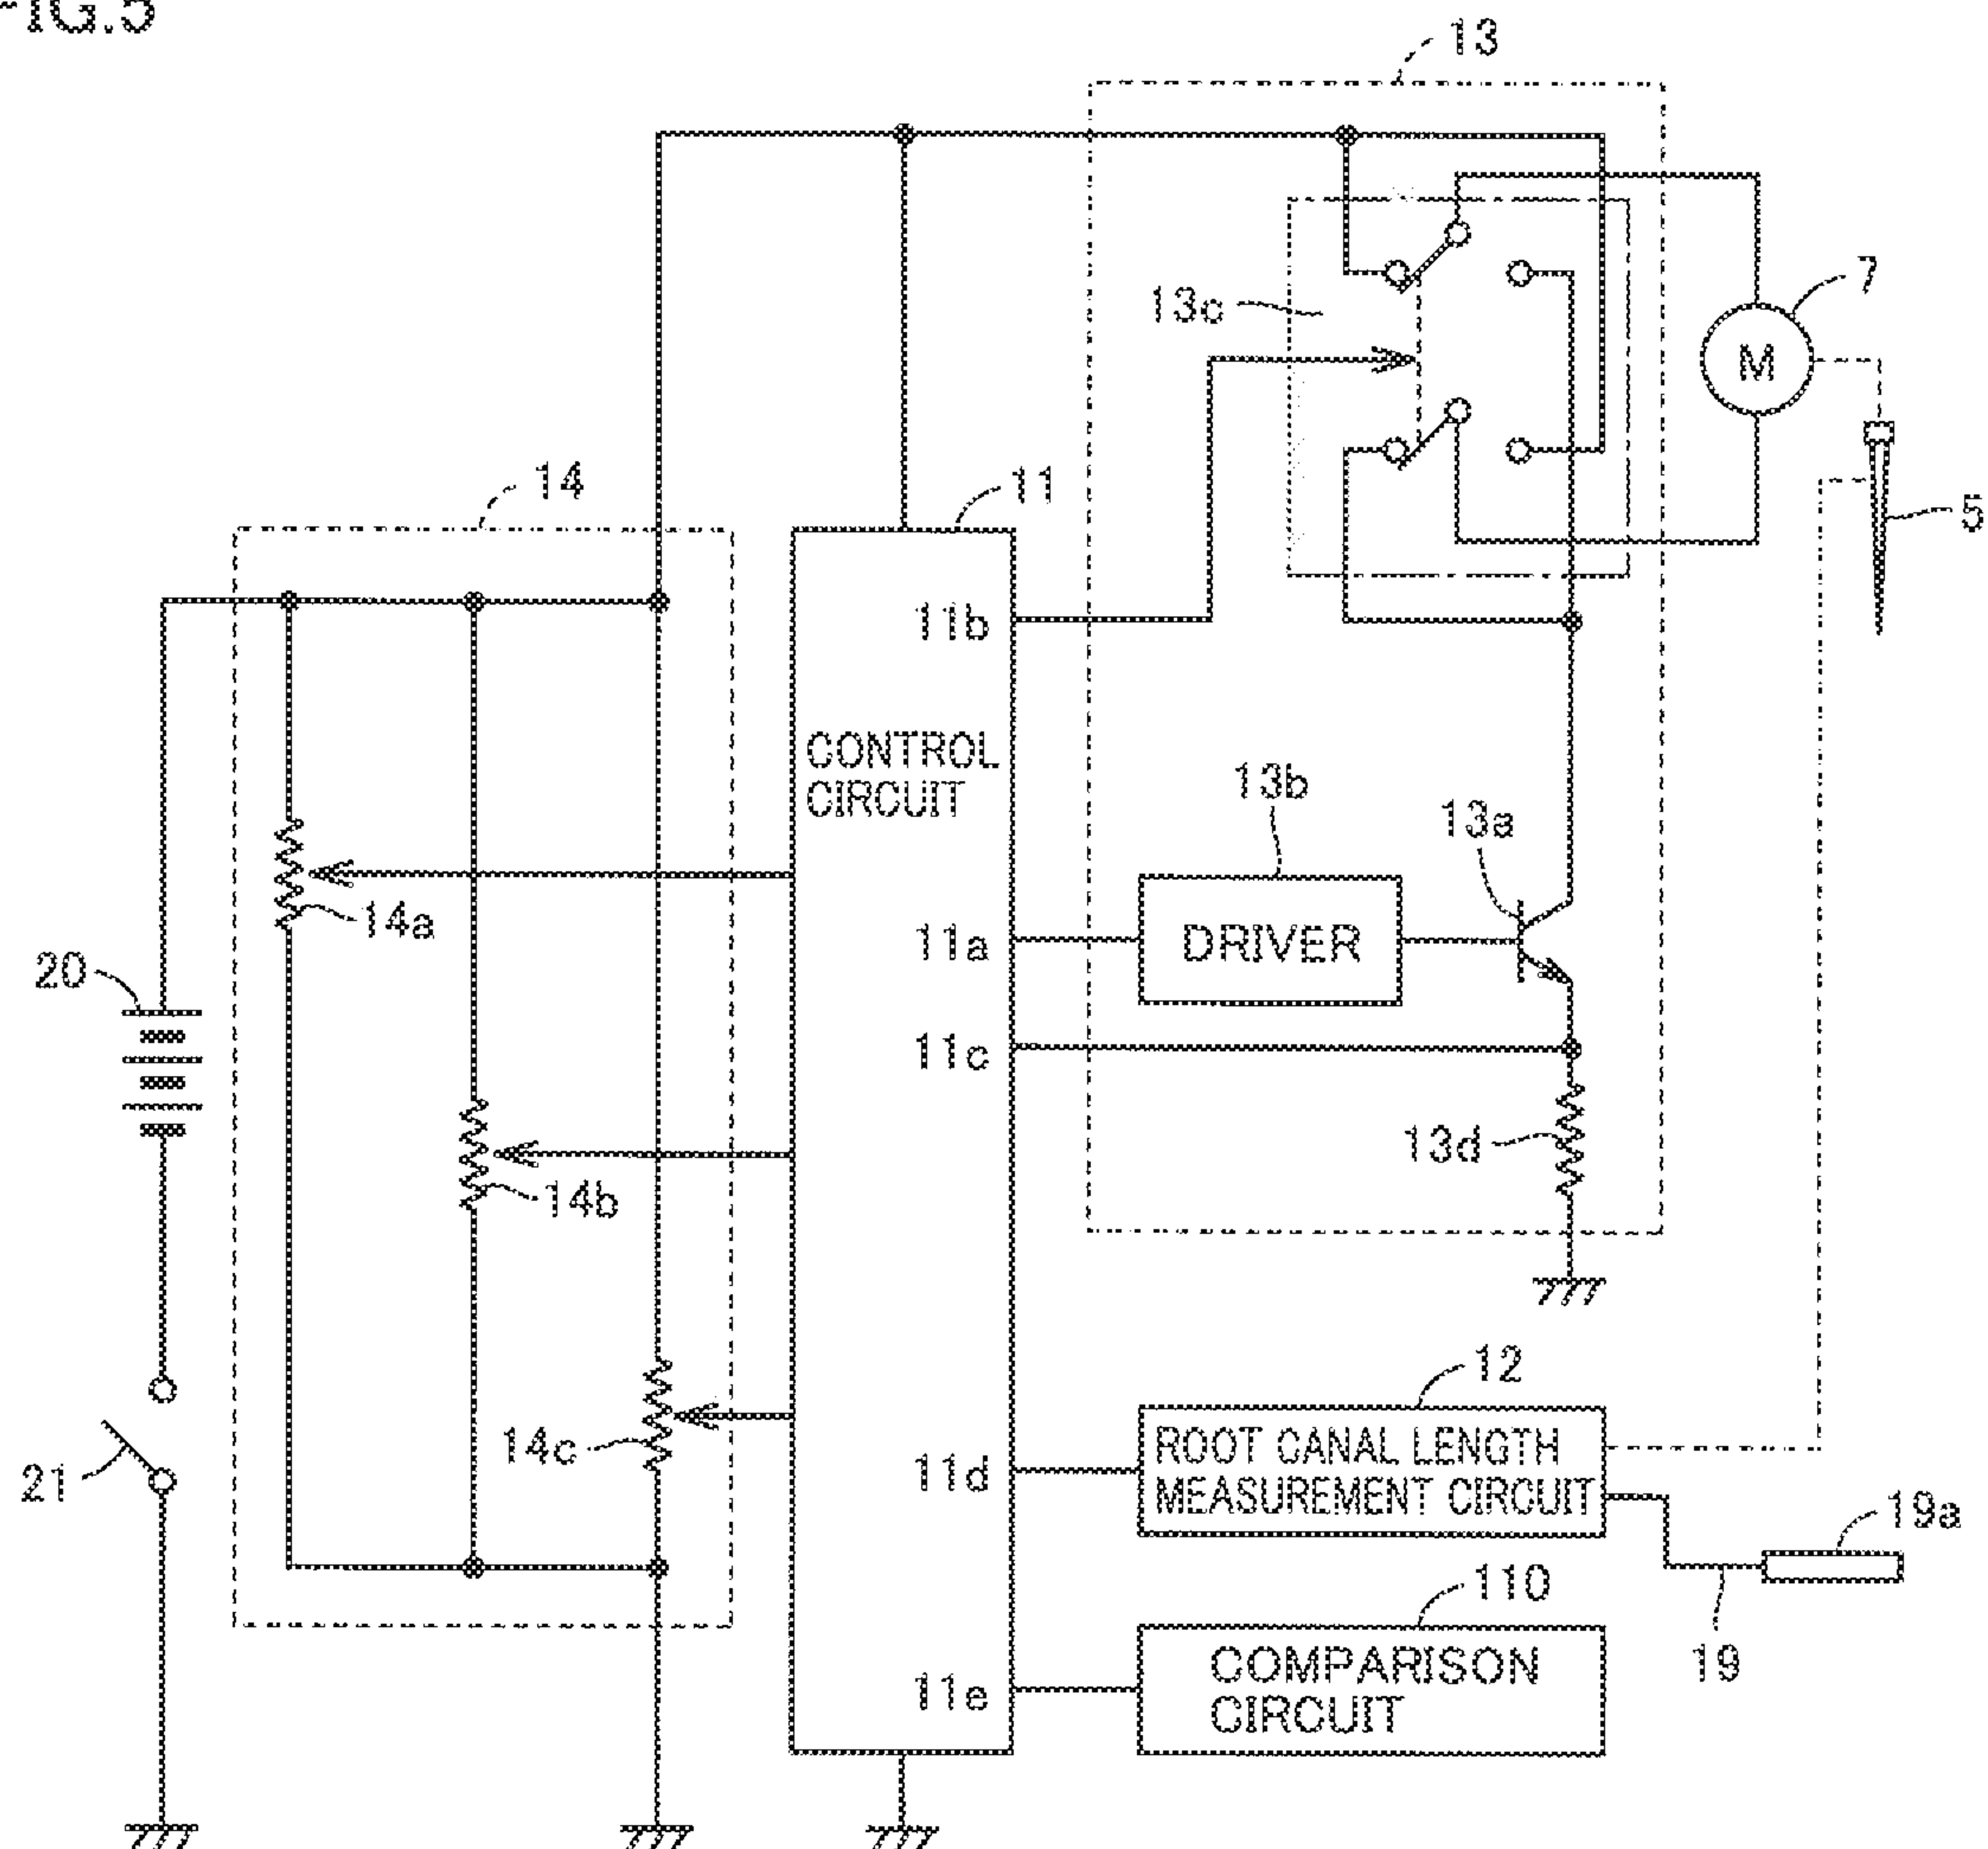 FIG.5
13
13c
7
M
14
11
5
11b
CONTROL
CIRCUIT
13b
13a
14a
11a
DRIVER
20
11c
13d
14b
12
14c
ROOT CANAL LENGTH
MEASUREMENT CIRCUIT
11d
21
19a
110
19
COMPARISON
CIRCUIT
11e